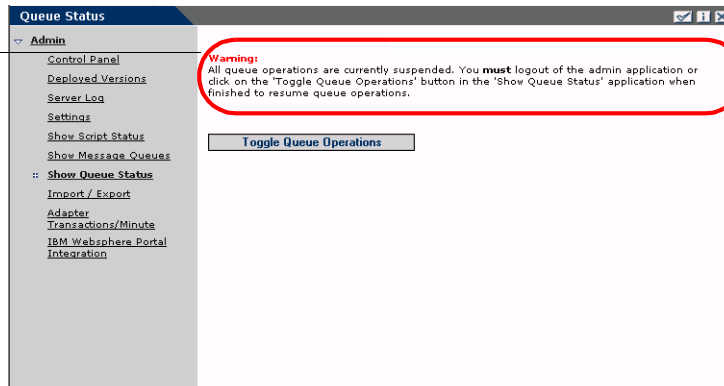 Queue Status
Admin
Control Panel
Deployed Versions
Server Log
Settings
Show Script Status
Show Message Queues
Show Queue Status
Import / Export
Adapter
Transactions/Minute
IBM Websphere Portal
Integration
Warning:
All queue operations are currently suspended. You must logout of the admin application or
click on the 'Toggle Queue Operations' button in the 'Show Queue Status' application when
finished to resume queue operations.
Toggle Queue Operations